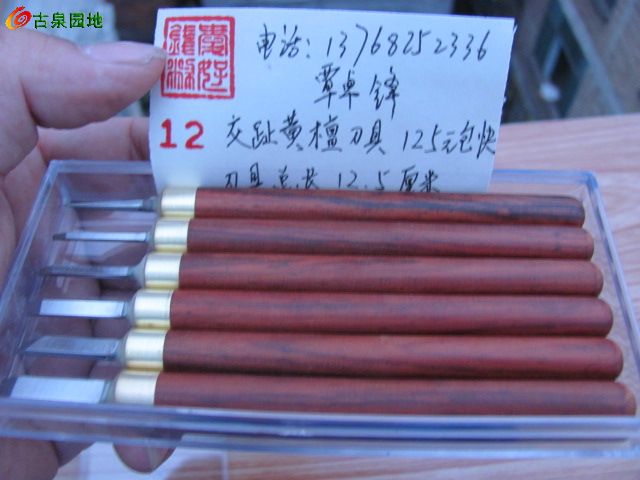 古泉园地
电话：13768252336
覃卓锋
12
交趾黄檀刀具 125元包快
刀具总长 12.5厘米